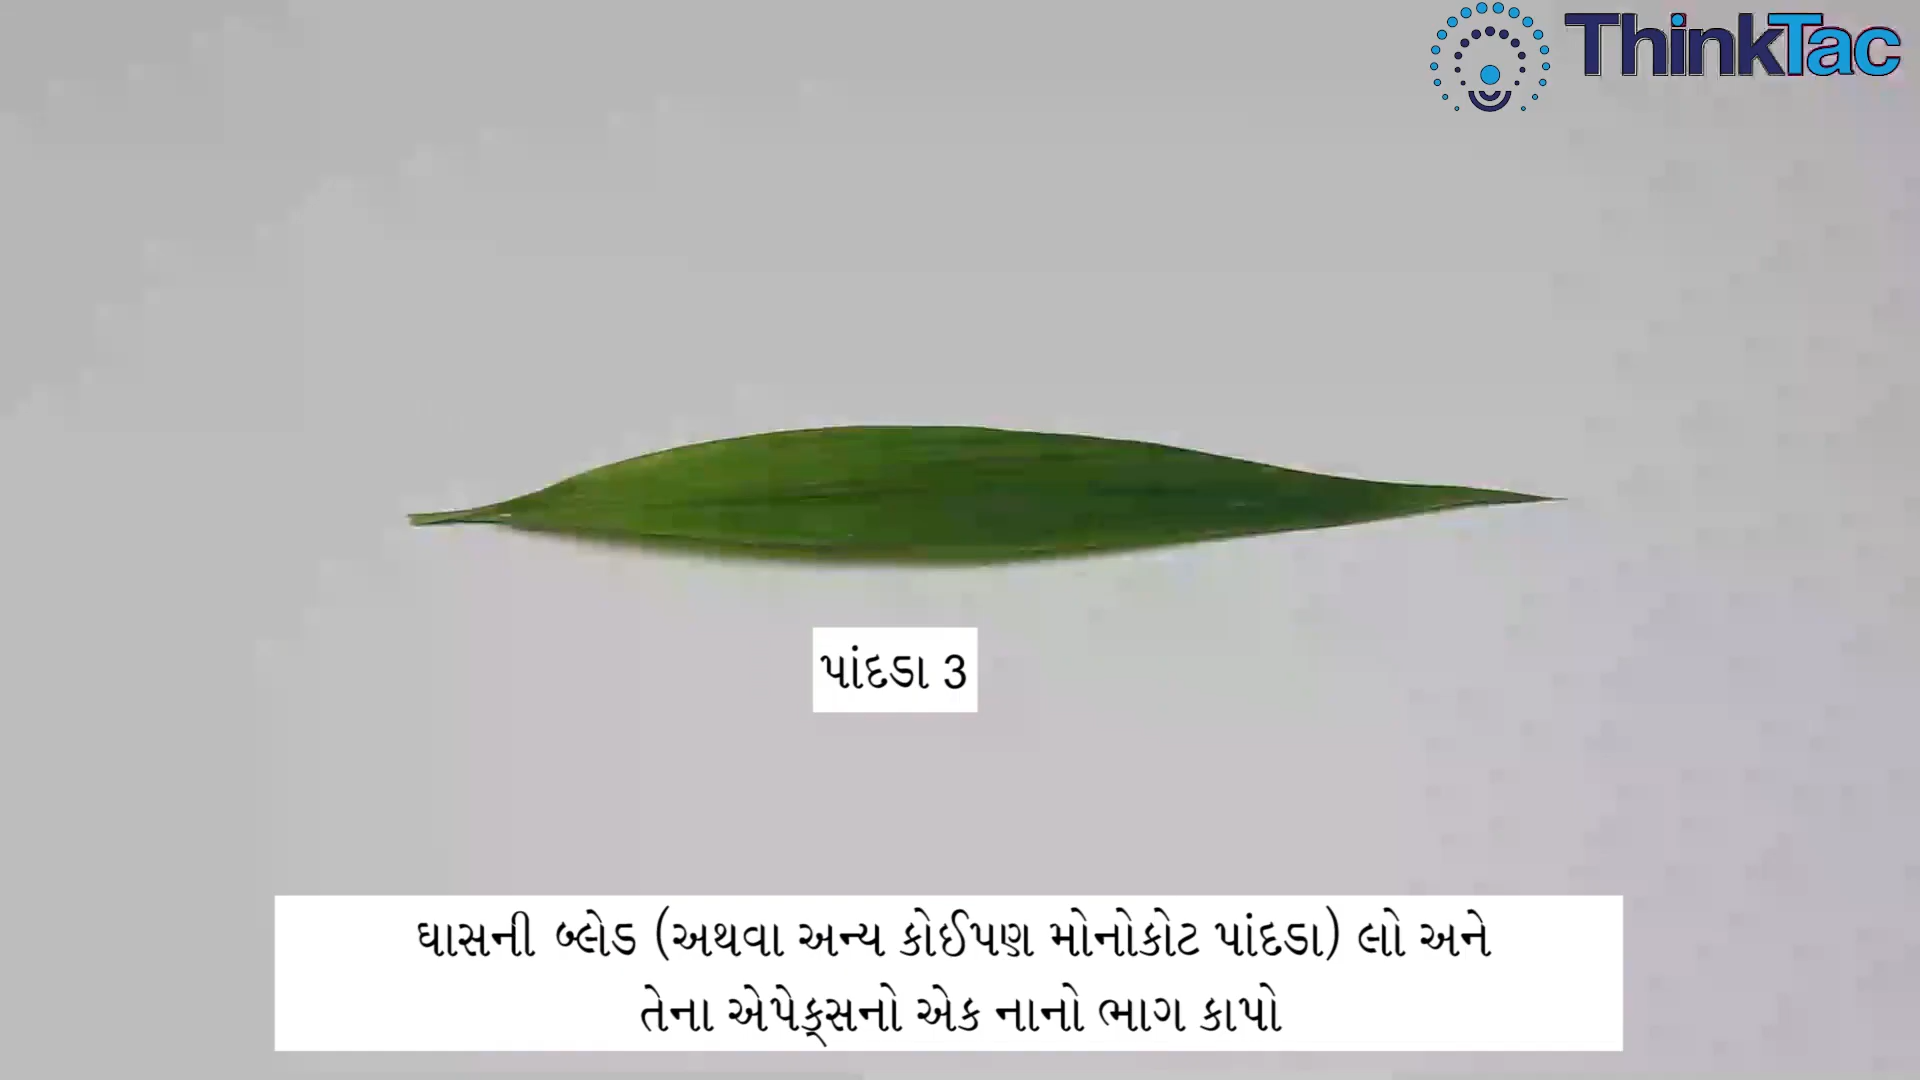 ThinkTac
પાંદડા 3
ઘાસની બ્લેડ (અથવા અન્ય કોઈપણ મોનોકોટ પાંદડા) લો અને
તેના એપેક્સનો એક નાનો ભાગ કાપો